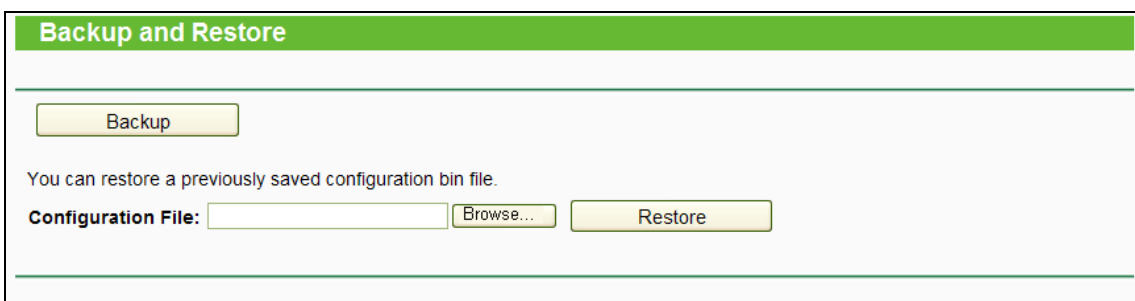 Backup and Restore
Backup
You can restore a previously saved configuration bin file.
Configuration File: Browse... Restore